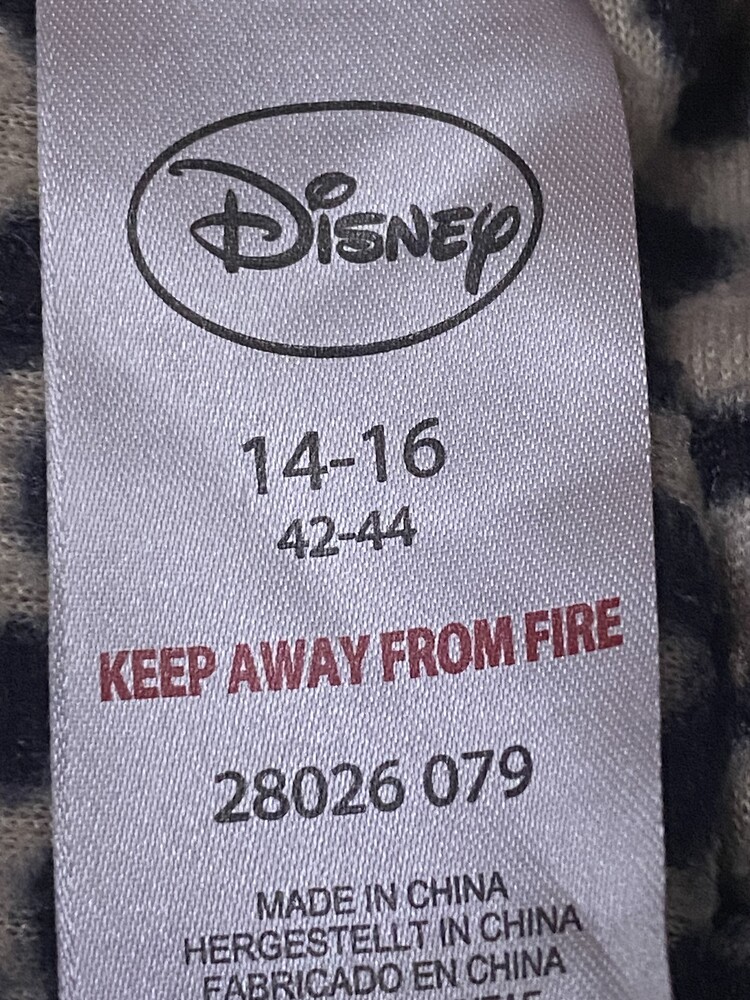 Disney
14-16
42-44
KEEP AWAY FROM FIRE
28026 079
MADE IN CHINA
HERGESTELLT IN CHINA
FABRICADO EN CHINA